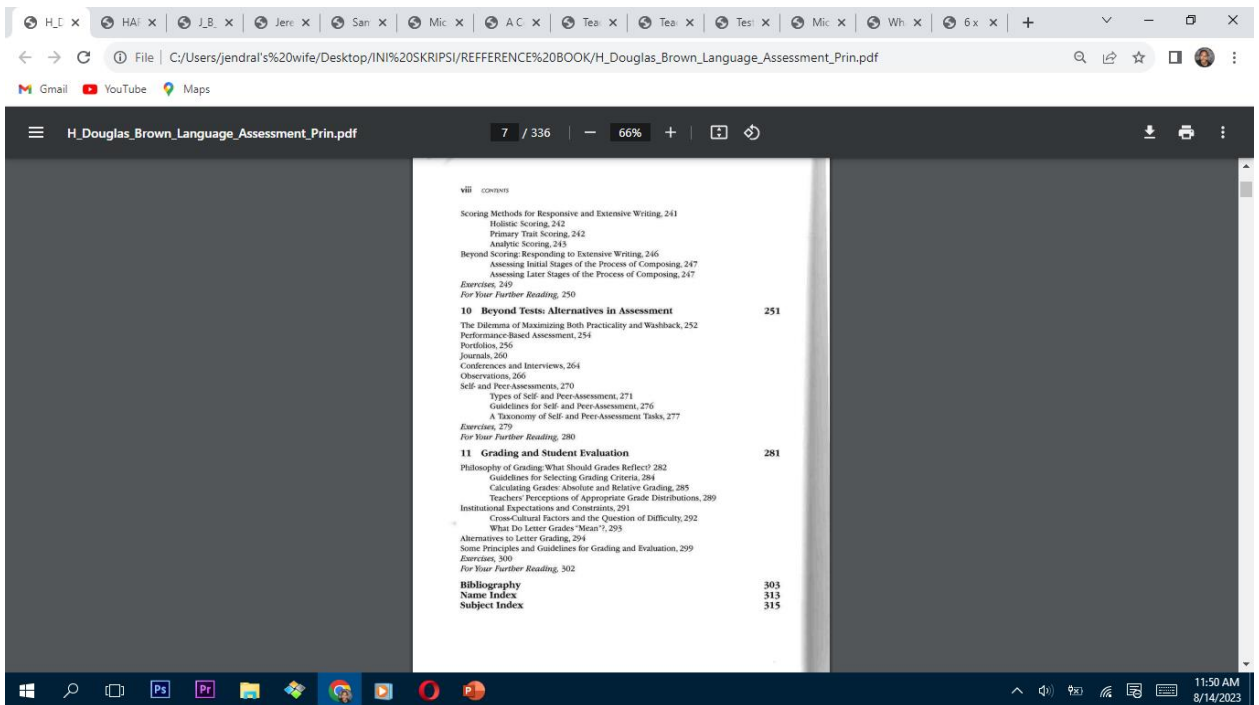 H_D
HAI
J_B_
Jere
San
Mic
A C
Tea
Tea
Test
Mic
Wh
6 x
File | C:/Users/jendral's%20wife/Desktop/INI%20SKRIPSI/REFFERENCE%20BOOK/H_Douglas_Brown_Language_Assessment_Prin.pdf
Gmail YouTube Maps
H_Douglas_Brown_Language_Assessment_Prin.pdf 7 / 336 66%
viii CONTENTS
Scoring Methods for Responsive and Extensive Writing, 241
Holistic Scoring, 242
Primary Trait Scoring, 242
Analytic Scoring, 243
Beyond Scoring: Responding to Extensive Writing, 246
Assessing Initial Stages of the Process of Composing, 247
Assessing Later Stages of the Process of Composing, 247
Exercises, 249
For Your Further Reading, 250
10 Beyond Tests: Alternatives in Assessment 251
The Dilemma of Maximizing Both Practicality and Washback, 252
Performance-Based Assessment, 254
Portfolios, 256
Journals, 260
Conferences and Interviews, 264
Observations, 266
Self- and Peer-Assessments, 270
Types of Self- and Peer-Assessment, 271
Guidelines for Self- and Peer-Assessment, 276
A Taxonomy of Self- and Peer-Assessment Tasks, 277
Exercises, 279
For Your Further Reading, 280
11 Grading and Student Evaluation 281
Philosophy of Grading: What Should Grades Reflect? 282
Guidelines for Selecting Grading Criteria, 284
Calculating Grades: Absolute and Relative Grading, 285
Teachers' Perceptions of Appropriate Grade Distributions, 289
Institutional Expectations and Constraints, 291
Cross-Cultural Factors and the Question of Difficulty, 292
What Do Letter Grades "Mean"?, 293
Alternatives to Letter Grading, 294
Some Principles and Guidelines for Grading and Evaluation, 299
Exercises, 300
For Your Further Reading, 302
Bibliography 303
Name Index 313
Subject Index 315
Ps Pr
11:50 AM
8/14/2023